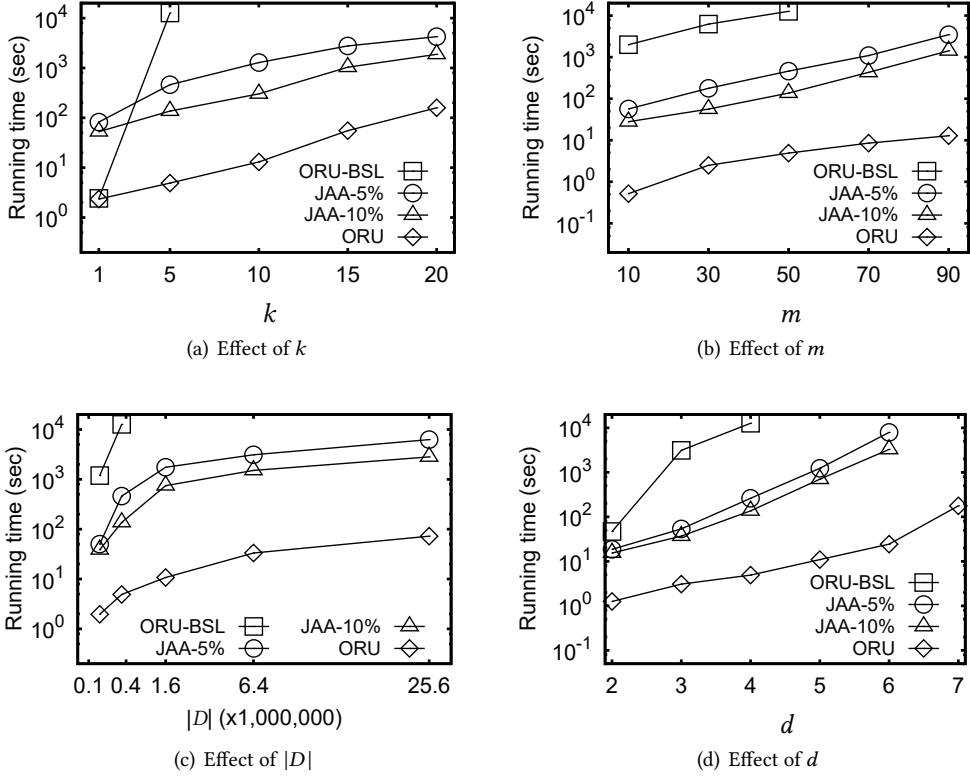 10^4
10^3
10^2
10^1
10^0
Running time (sec)
ORU-BSL
JAA-5%
JAA-10%
ORU
1 5 10 15 20
k
(a) Effect of k
10^4
10^3
10^2
10^1
10^0
10^-1
Running time (sec)
ORU-BSL
JAA-5%
JAA-10%
ORU
10 30 50 70 90
m
(b) Effect of m
10^4
10^3
10^2
10^1
10^0
Running time (sec)
ORU-BSL JAA-10%
JAA-5% ORU
0.1 0.4 1.6 6.4 25.6
|D| (x1,000,000)
(c) Effect of |D|
10^4
10^3
10^2
10^1
10^0
10^-1
Running time (sec)
ORU-BSL
JAA-5%
JAA-10%
ORU
2 3 4 5 6 7
d
(d) Effect of d